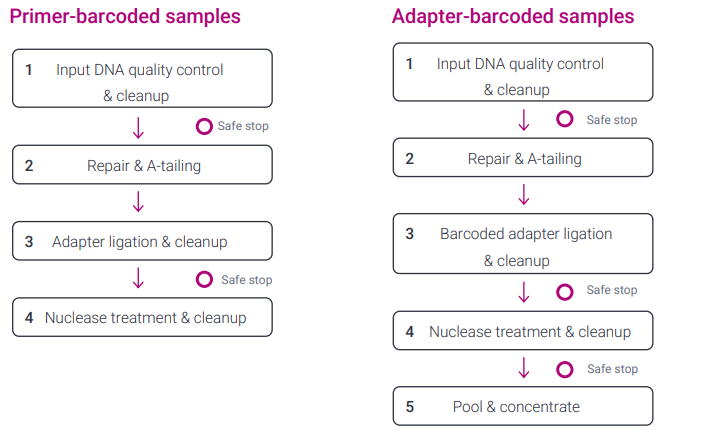 Primer-barcoded samples
1 Input DNA quality control
& cleanup
Safe stop
2 Repair & A-tailing
3 Adapter ligation & cleanup
Safe stop
4 Nuclease treatment & cleanup
Adapter-barcoded samples
1 Input DNA quality control
& cleanup
Safe stop
2 Repair & A-tailing
3 Barcoded adapter ligation
& cleanup
Safe stop
4 Nuclease treatment & cleanup
Safe stop
5 Pool & concentrate